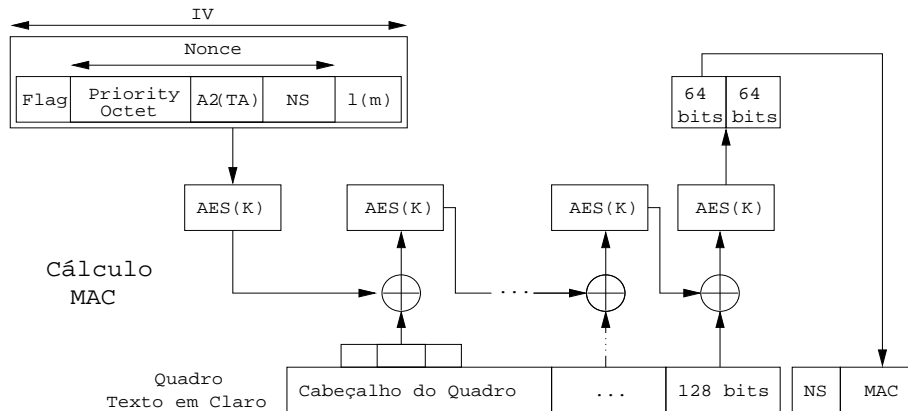 IV
Nonce
Flag
Priority
Octet
A2(TA)
NS
l(m)
64
bits
64
bits
AES(K)
AES(K)
AES(K)
AES(K)
Cálculo
MAC
...
Quadro
Texto em Claro
Cabeçalho do Quadro
...
128 bits
NS
MAC